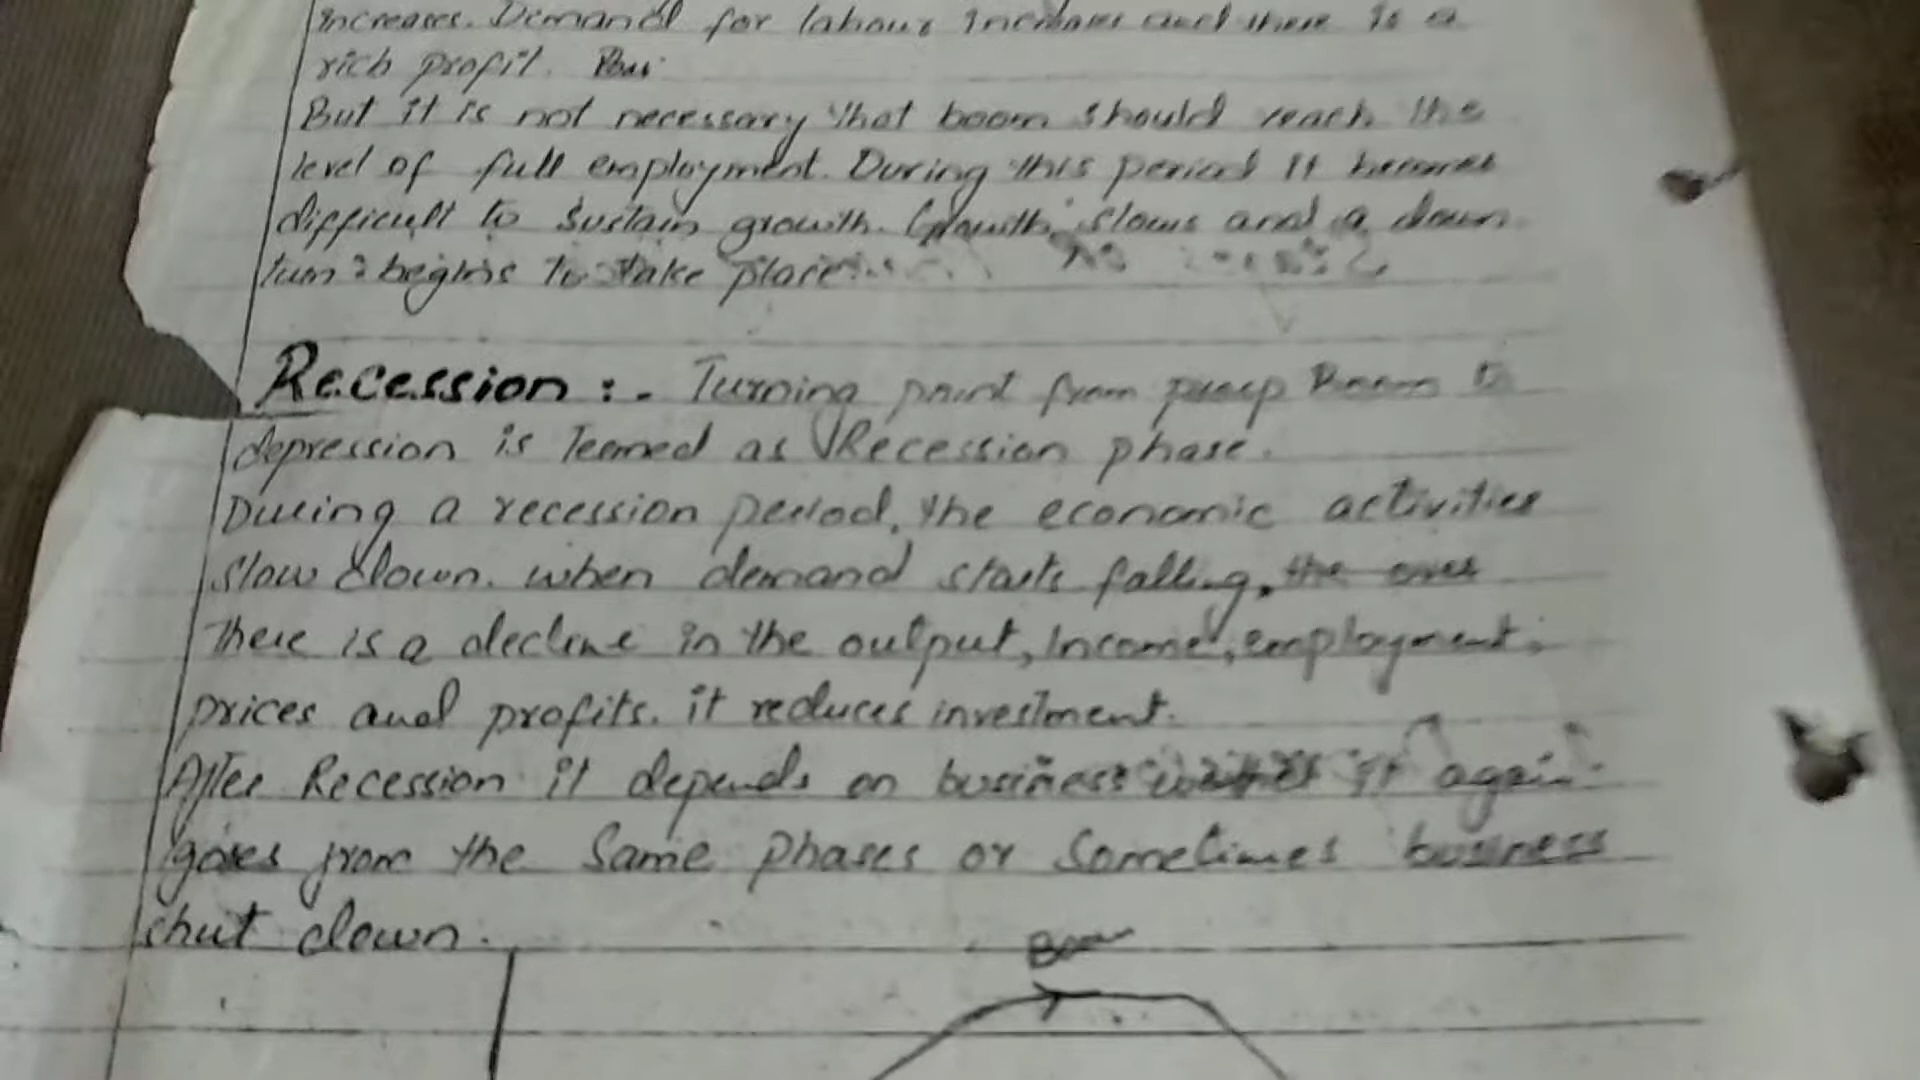 increases. Demand for labour increases and there is a
rich profit.
But it is not necessary that boom should reach the
level of full employment. During this period it becomes
difficult to sustain growth. Growth slows and a down
turn begins to take place.
Recession :- Turning point from Boom to
depression is Termed as Recession phase.
During a recession period, the economic activities
slow down. when demand starts falling, the
There is a decline in the output, Income, employment,
prices and profits. it reduces investment.
After Recession it depends on business it again
goes from the Same Phases or Sometimes business
shut down.
Boom